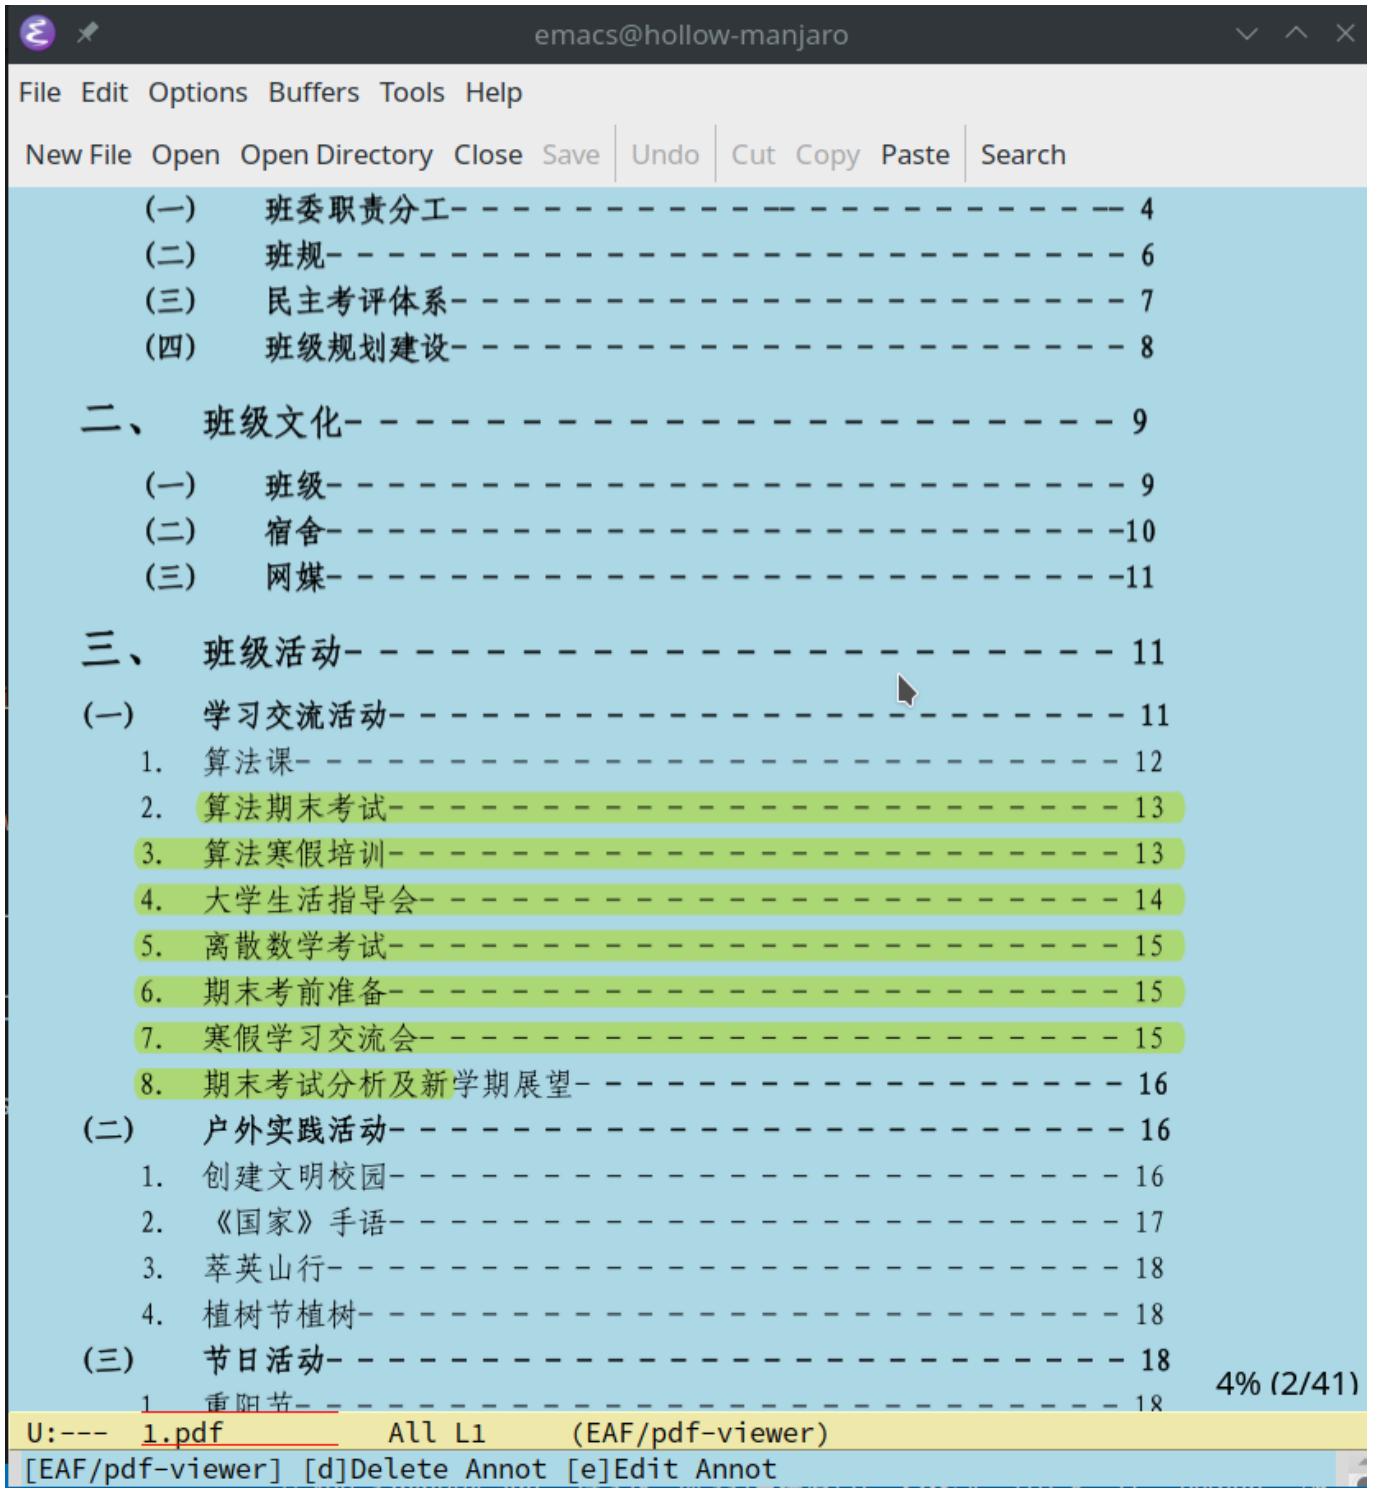 emacs@hollow-manjaro
File Edit Options Buffers Tools Help
New File Open Open Directory Close Save Undo Cut Copy Paste Search
(一) 班委职责分工- - - - - - - - - - -- - - - - - - - - - -- 4
(二) 班规- - - - - - - - - - - - - - - - - - - - - - - - - - 6
(三) 民主考评体系- - - - - - - - - - - - - - - - - - - - - - 7
(四) 班级规划建设- - - - - - - - - - - - - - - - - - - - - - 8
二、 班级文化- - - - - - - - - - - - - - - - - - - - - - 9
(一) 班级- - - - - - - - - - - - - - - - - - - - - - - - - - 9
(二) 宿舍- - - - - - - - - - - - - - - - - - - - - - - - - -10
(三) 网媒- - - - - - - - - - - - - - - - - - - - - - - - - -11
三、 班级活动- - - - - - - - - - - - - - - - - - - - - - 11
(一) 学习交流活动- - - - - - - - - - - - - - - - - - - - - - - - 11
1. 算法课- - - - - - - - - - - - - - - - - - - - - - - - - - - 12
2. 算法期末考试- - - - - - - - - - - - - - - - - - - - - - - - 13
3. 算法寒假培训- - - - - - - - - - - - - - - - - - - - - - - - 13
4. 大学生活指导会- - - - - - - - - - - - - - - - - - - - - - - 14
5. 离散数学考试- - - - - - - - - - - - - - - - - - - - - - - - 15
6. 期末考前准备- - - - - - - - - - - - - - - - - - - - - - - - 15
7. 寒假学习交流会- - - - - - - - - - - - - - - - - - - - - - - 15
8. 期末考试分析及新学期展望- - - - - - - - - - - - - - - - - - 16
(二) 户外实践活动- - - - - - - - - - - - - - - - - - - - - - - - 16
1. 创建文明校园- - - - - - - - - - - - - - - - - - - - - - - - 16
2. 《国家》手语- - - - - - - - - - - - - - - - - - - - - - - - 17
3. 萃英山行- - - - - - - - - - - - - - - - - - - - - - - - - - 18
4. 植树节植树- - - - - - - - - - - - - - - - - - - - - - - - - 18
(三) 节日活动- - - - - - - - - - - - - - - - - - - - - - - - - - 18
1 重阳节- - - - - - - - - - - - - - - - - - - - - - - - - - - 18
4% (2/41)
U:--- 1.pdf All L1 (EAF/pdf-viewer)
[EAF/pdf-viewer] [d]Delete Annot [e]Edit Annot